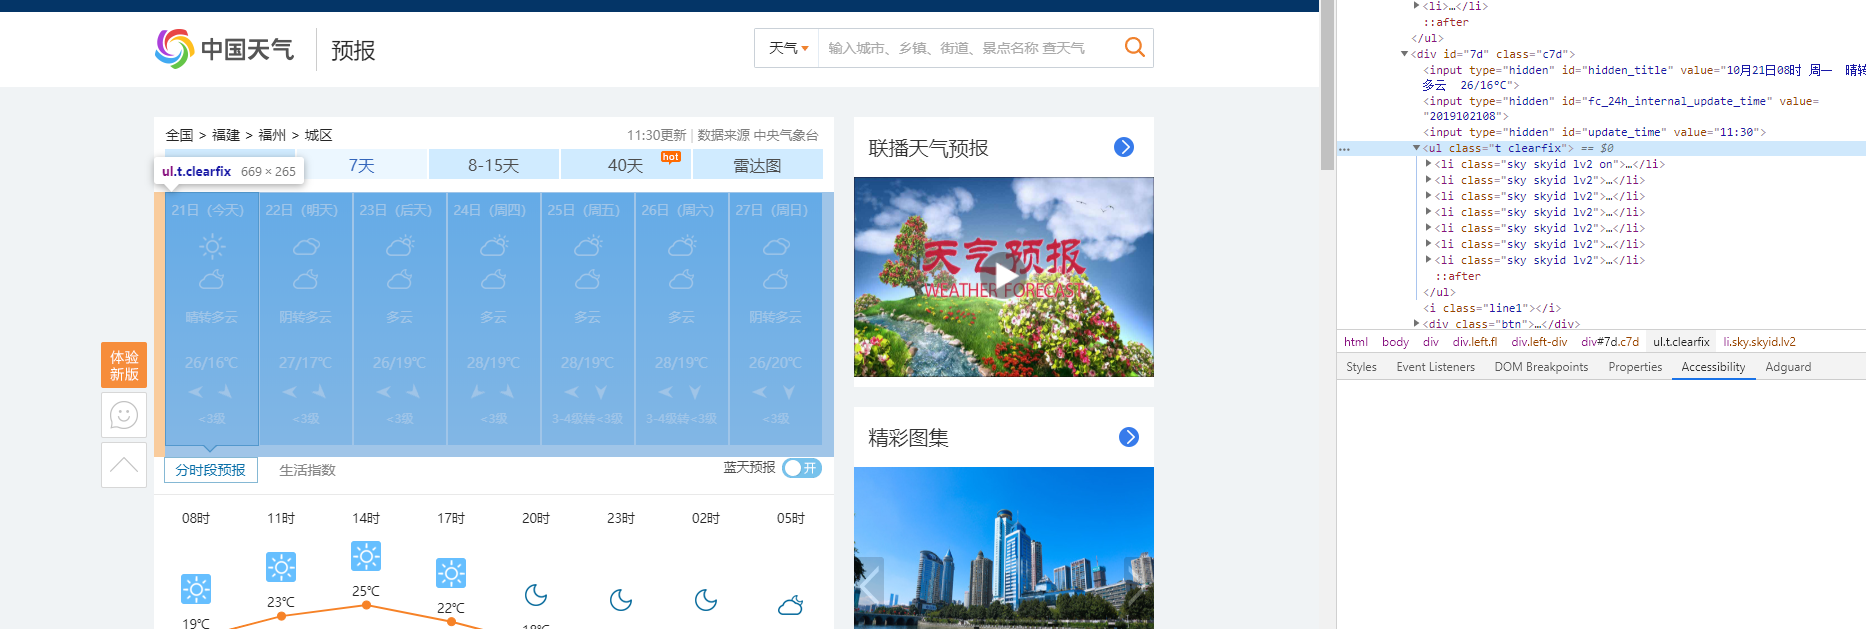 中国天气
预报
天气
输入城市、乡镇、街道、景点名称 查天气
全国 > 福建 > 福州 > 城区
11:30更新 | 数据来源 中央气象台
7天
8-15天
40天
hot
雷达图
ul.t.clearfix 669 × 265
21日（今天）
22日（明天）
23日（后天）
24日（周四）
25日（周五）
26日（周六）
27日（周日）
晴转多云
阴转多云
多云
多云
多云
多云
阴转多云
26/16℃
27/17℃
26/19℃
28/19℃
28/19℃
28/19℃
26/20℃
<3级
<3级
<3级
<3级
3-4级转<3级
3-4级转<3级
<3级
体验
新版
分时段预报
生活指数
蓝天预报
开
08时
11时
14时
17时
20时
23时
02时
05时
19℃
23℃
25℃
22℃
18℃
联播天气预报
天气预报
WEATHER FORECAST
精彩图集
<li>…</li>
::after
</ul>
<div id="7d" class="c7d">
<input type="hidden" id="hidden_title" value="10月21日08时 周一  晴转
多云  26/16°C">
<input type="hidden" id="fc_24h_internal_update_time" value=
"2019102108">
<input type="hidden" id="update_time" value="11:30">
<ul class="t clearfix"> == $0
<li class="sky skyid lv2 on">…</li>
<li class="sky skyid lv2">…</li>
<li class="sky skyid lv2">…</li>
<li class="sky skyid lv2">…</li>
<li class="sky skyid lv2">…</li>
<li class="sky skyid lv2">…</li>
<li class="sky skyid lv2">…</li>
::after
</ul>
<i class="line1"></i>
<div class="btn">…</div>
html body div div.left.fl div.left-div div#7d.c7d ul.t.clearfix li.sky.skyid.lv2
Styles Event Listeners DOM Breakpoints Properties Accessibility Adguard